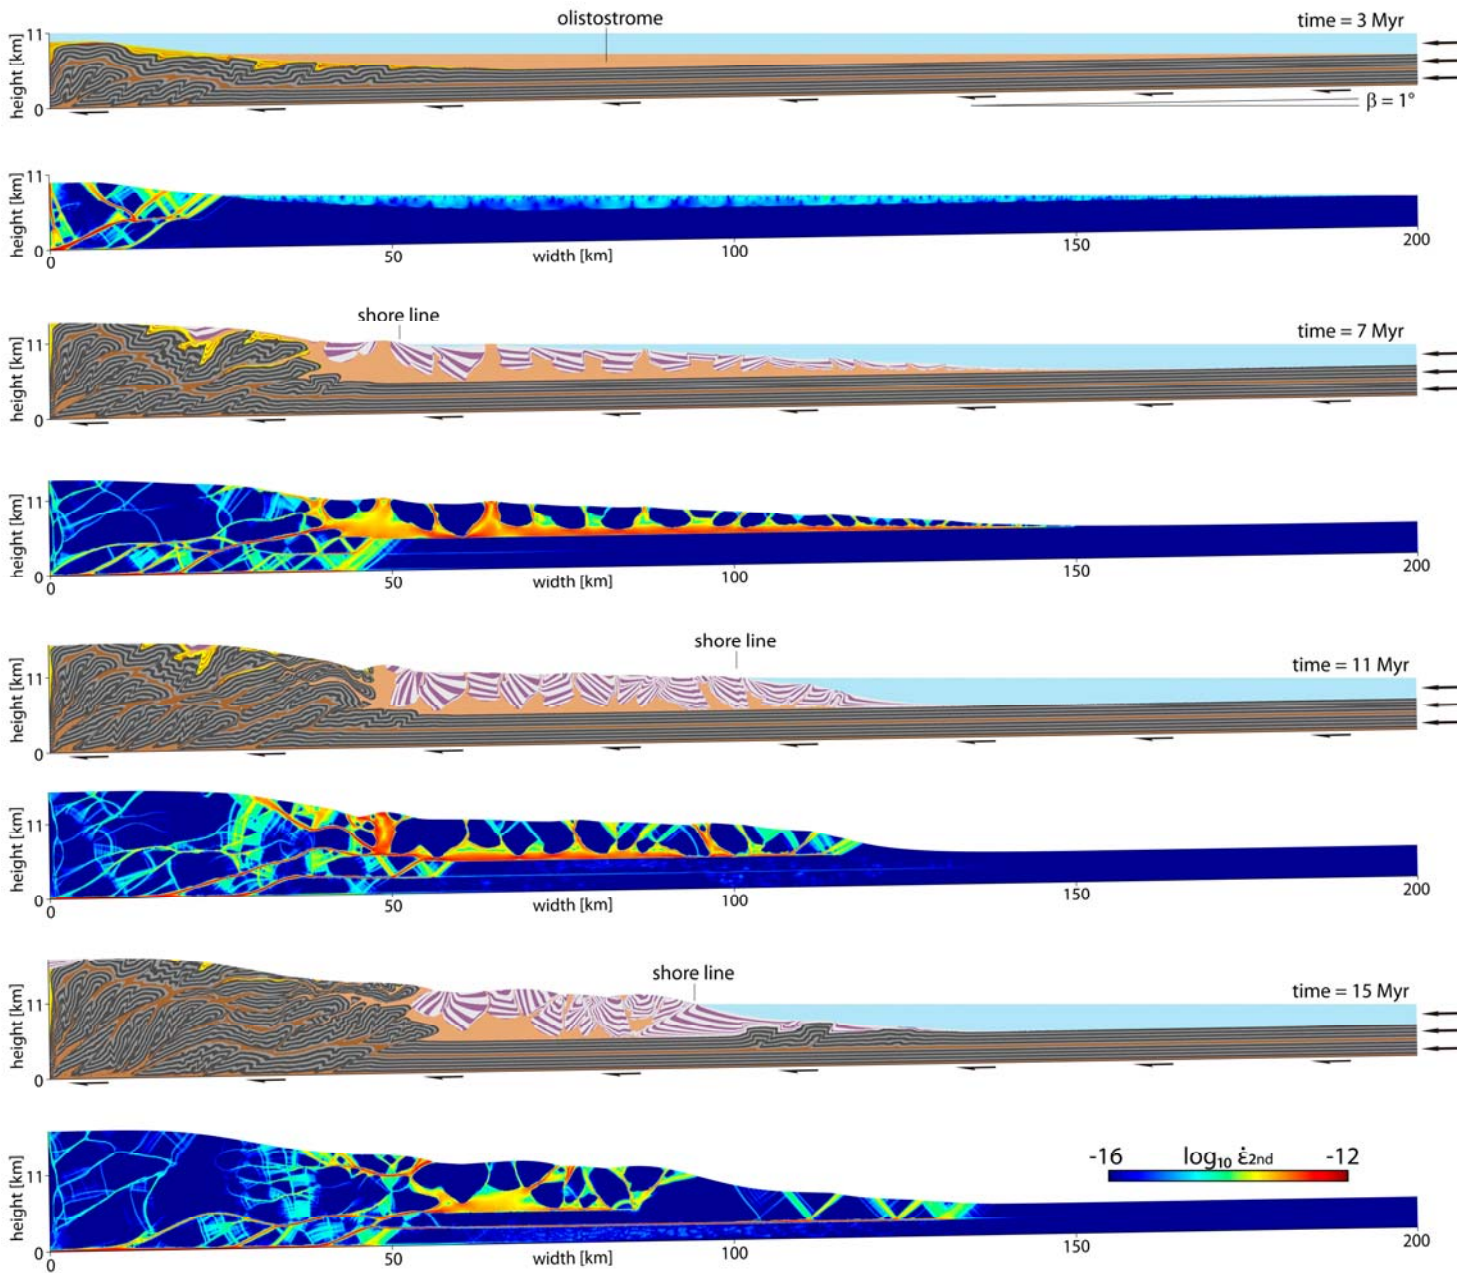 olistostrome
time = 3 Myr
11
height [km]
0
β = 1°
11
height [km]
0
0
50
width [km]
100
150
200
shore line
time = 7 Myr
11
height [km]
0
11
height [km]
0
0
50
width [km]
100
150
200
shore line
time = 11 Myr
11
height [km]
0
11
height [km]
0
0
50
width [km]
100
150
200
shore line
time = 15 Myr
11
height [km]
0
-16 log₁₀ ε̇2nd -12
11
height [km]
0
0
50
width [km]
100
150
200